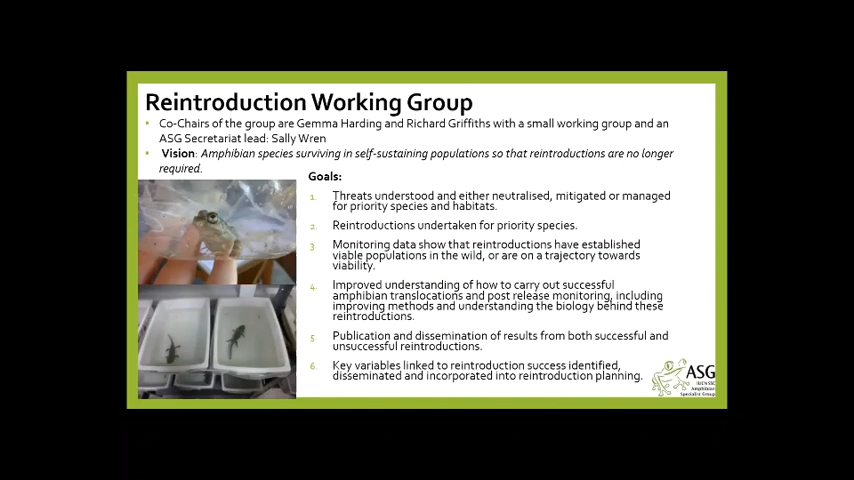 Reintroduction Working Group
• Co-Chairs of the group are Gemma Harding and Richard Griffiths with a small working group and an
ASG Secretariat lead: Sally Wren
• Vision: Amphibian species surviving in self-sustaining populations so that reintroductions are no longer
required.
Goals:
1. Threats understood and either neutralised, mitigated or managed
for priority species and habitats.
2. Reintroductions undertaken for priority species.
3. Monitoring data show that reintroductions have established
viable populations in the wild, or are on a trajectory towards
viability.
4. Improved understanding of how to carry out successful
amphibian translocations and post release monitoring, including
improving methods and understanding the biology behind these
reintroductions.
5. Publication and dissemination of results from both successful and
unsuccessful reintroductions.
6. Key variables linked to reintroduction success identified,
disseminated and incorporated into reintroduction planning.
ASG
IUCN SSC
Amphibian
Specialist Group